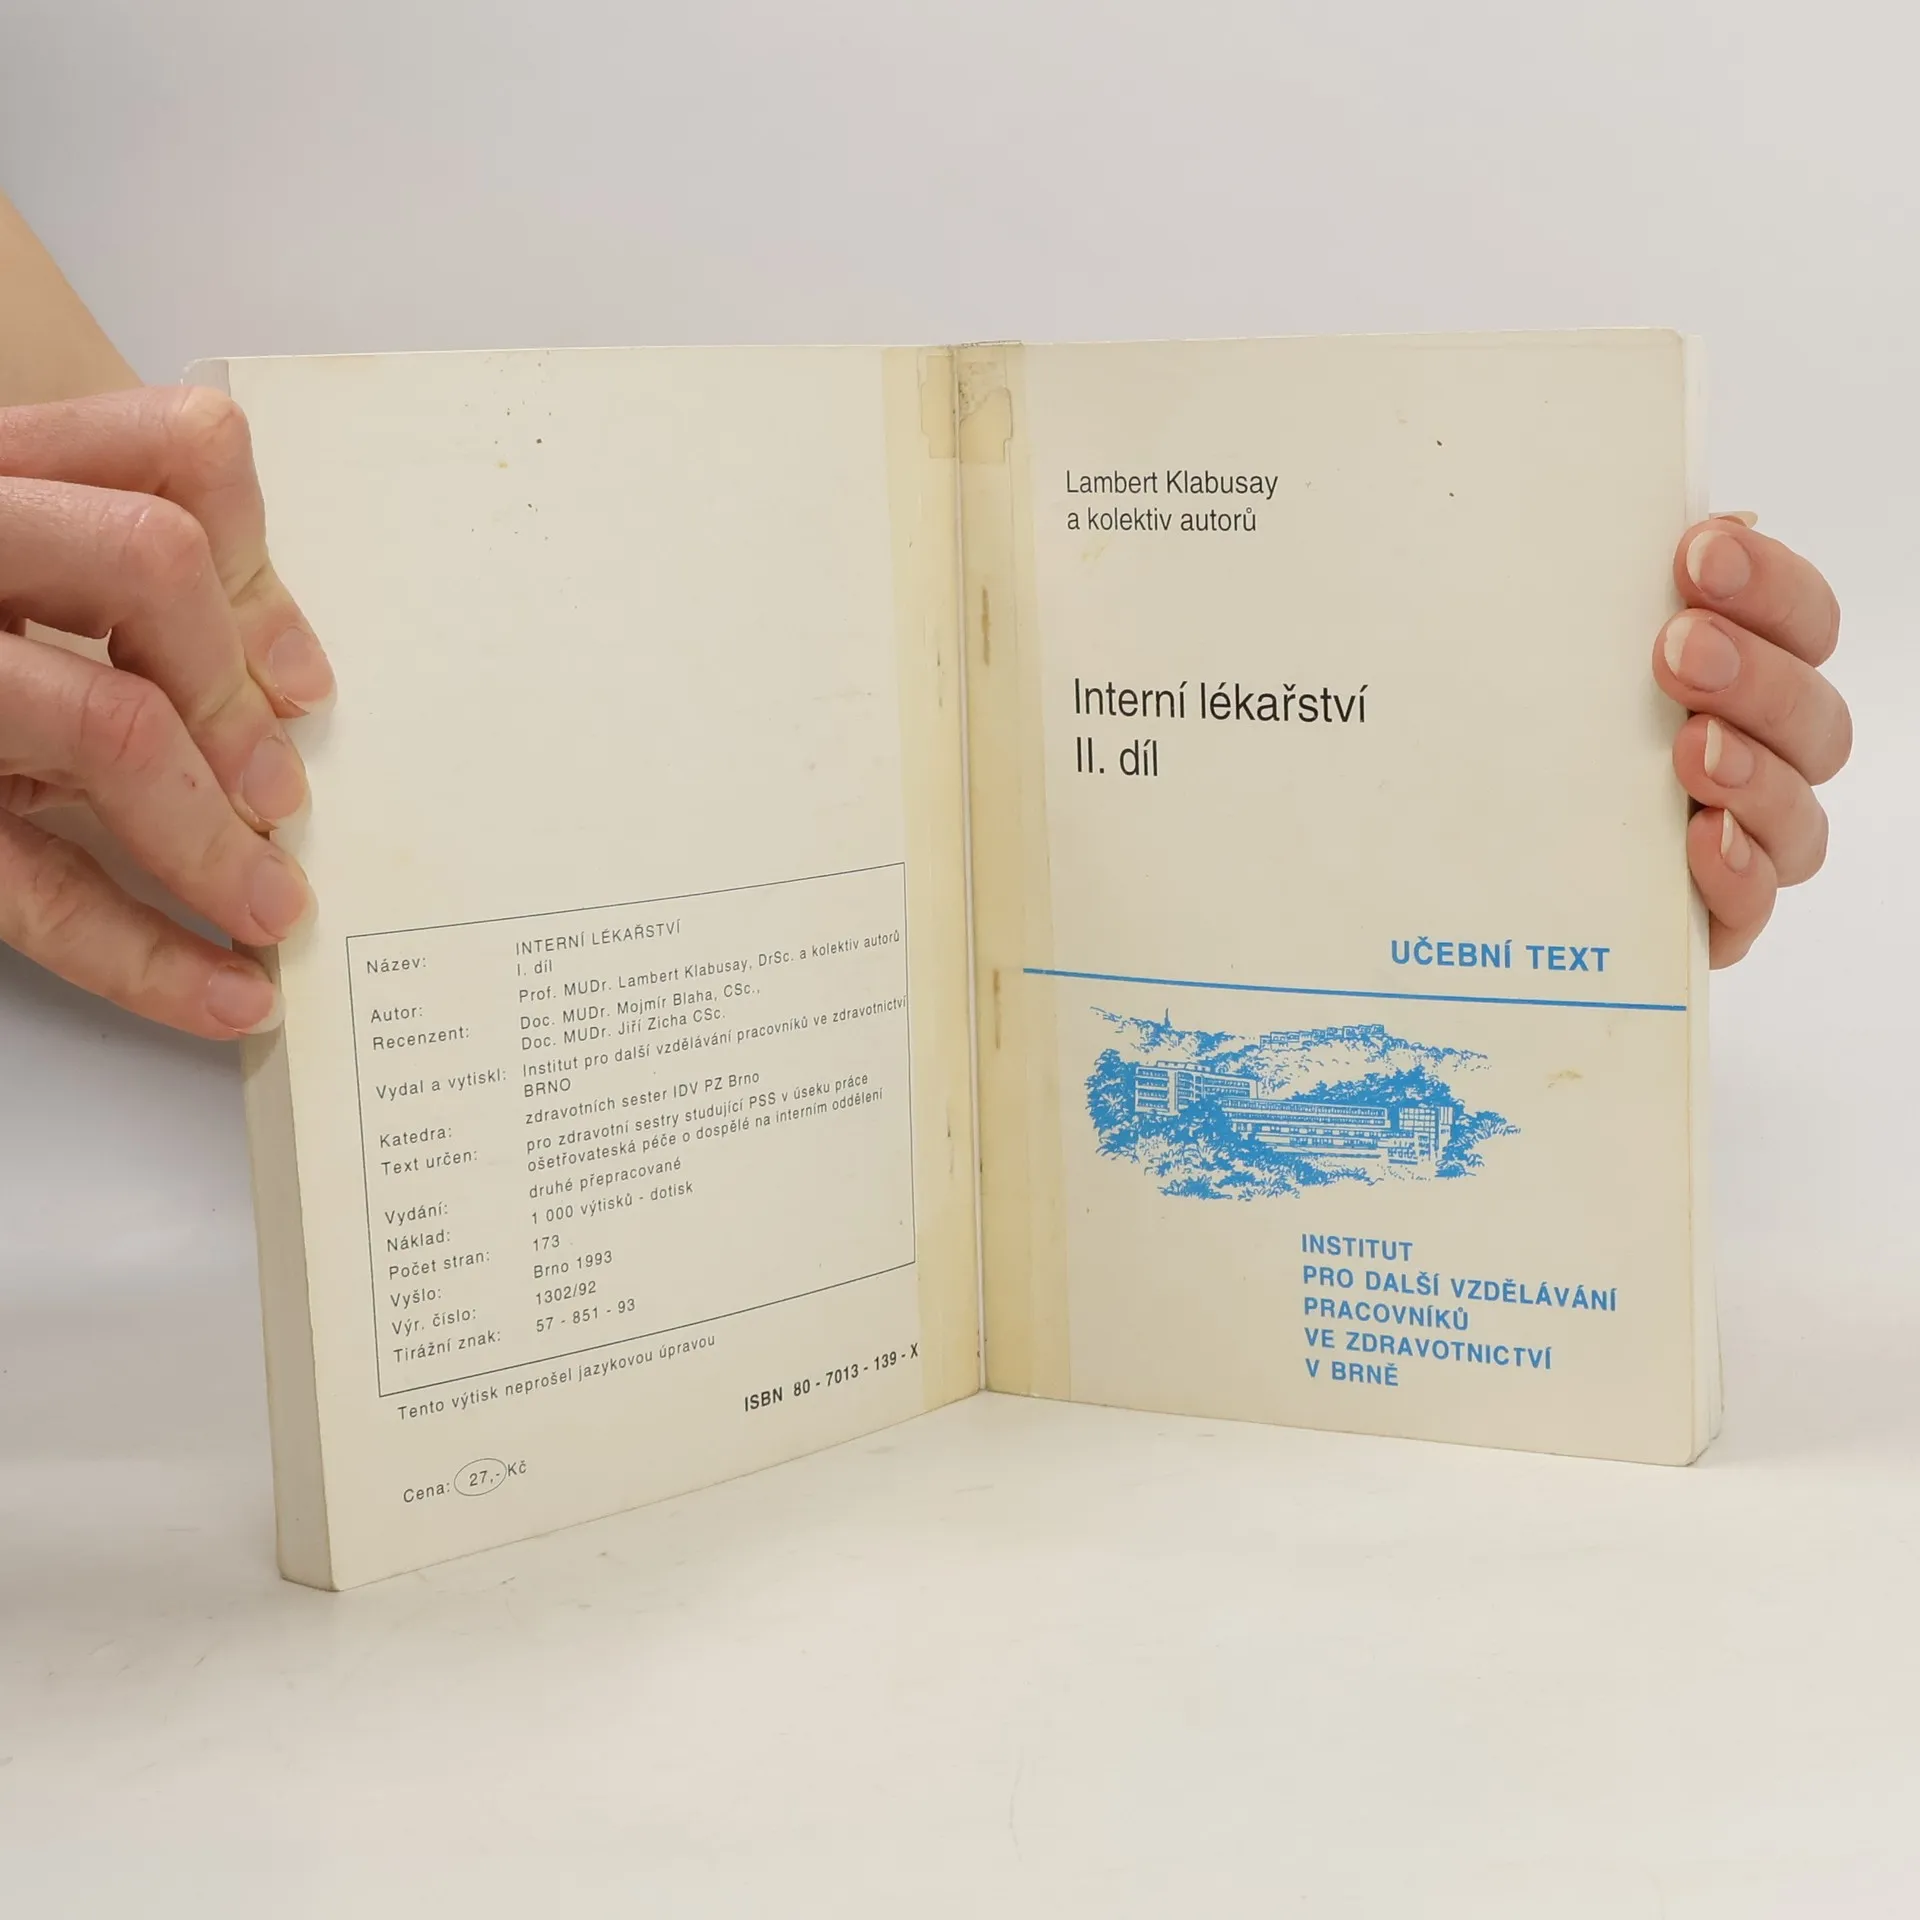 Název: INTERNÍ LÉKAŘSTVÍ
I. díl
Autor: Prof. MUDr. Lambert Klabusay, DrSc. a kolektiv autorů
Recenzent: Doc. MUDr. Mojmír Blaha, CSc.,
Doc. MUDr. Jiří Zicha CSc.
Vydal a vytiskl: Institut pro další vzdělávání pracovníků ve zdravotnictví
BRNO
Katedra: zdravotních sester IDV PZ Brno
Text určen: pro zdravotní sestry studující PSS v úseku práce
ošetřovateská péče o dospělé na interním oddělení
Vydání: druhé přepracované
Náklad: 1 000 výtisků - dotisk
Počet stran: 173
Vyšlo: Brno 1993
Výr. číslo: 1302/92
Tirážní znak: 57 - 851 - 93
Tento výtisk neprošel jazykovou úpravou
ISBN 80 - 7013 - 139 - X
Cena: 27,- Kč
Lambert Klabusay
a kolektiv autorů
Interní lékařství
II. díl
UČEBNÍ TEXT
INSTITUT
PRO DALŠÍ VZDĚLÁVÁNÍ
PRACOVNÍKŮ
VE ZDRAVOTNICTVÍ
V BRNĚ